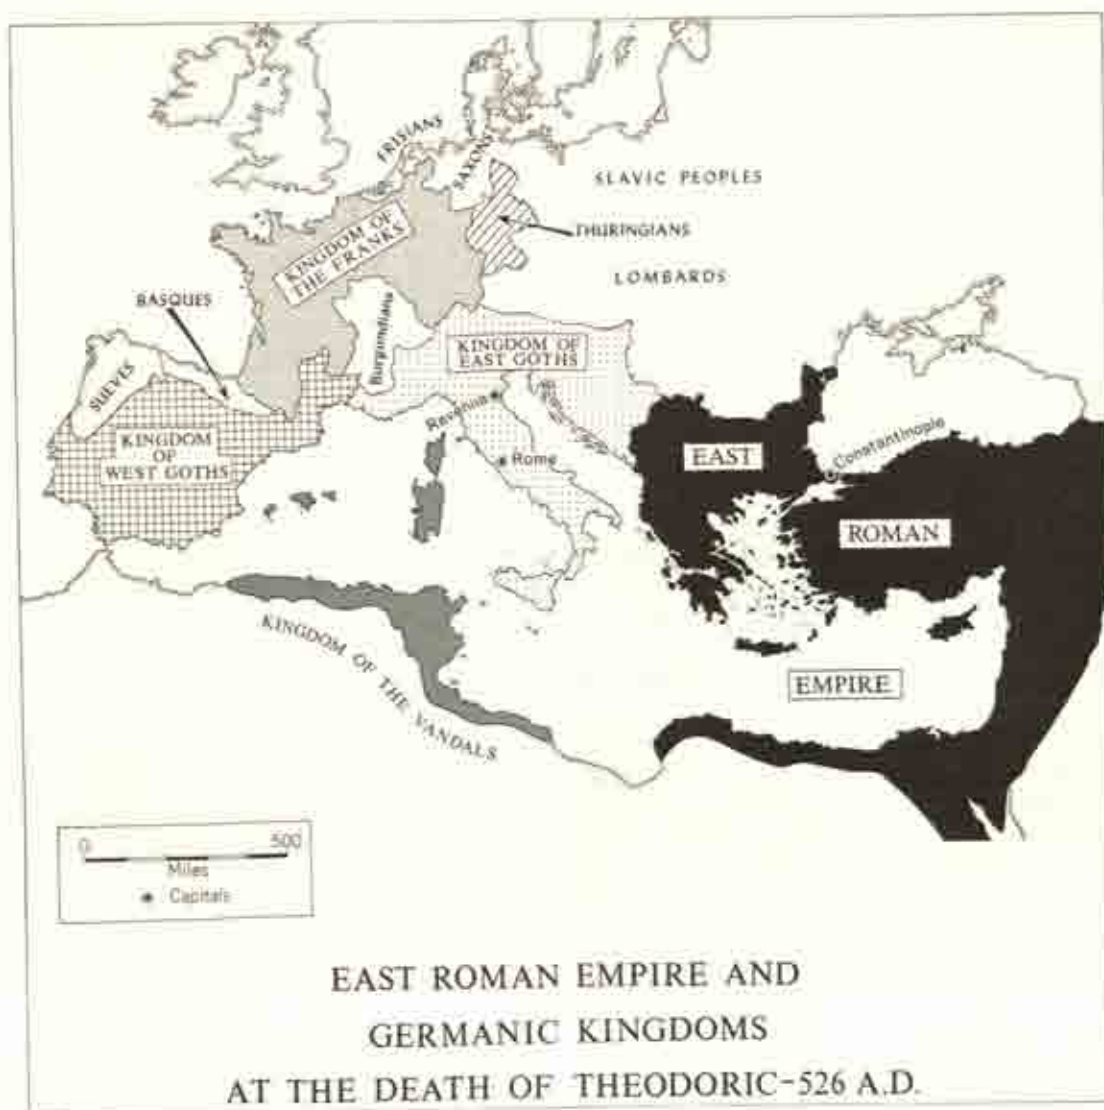 FRISIANS
SAXONS
SLAVIC PEOPLES
THURINGIANS
KINGDOM OF
THE FRANKS
LOMBARDS
BASQUES
Burgundians
KINGDOM OF
EAST GOTHS
SUEVES
Ravenna
Constantinople
KINGDOM
OF
WEST GOTHS
Rome
EAST
ROMAN
EMPIRE
KINGDOM OF THE VANDALS
0 500
Miles
Capitals
EAST ROMAN EMPIRE AND
GERMANIC KINGDOMS
AT THE DEATH OF THEODORIC-526 A.D.